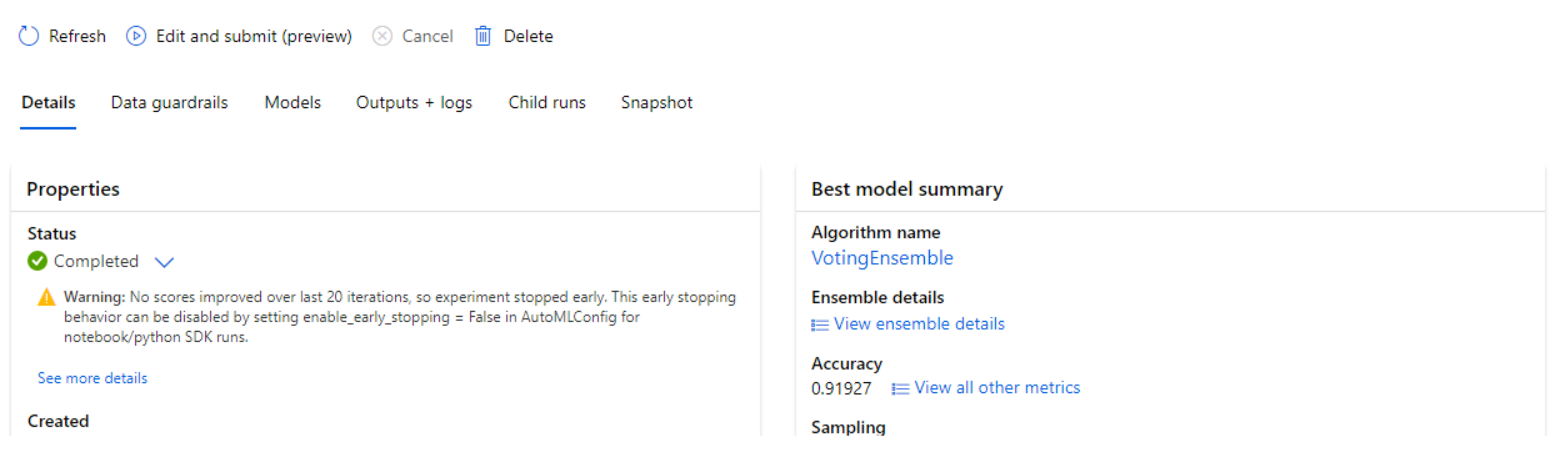 Refresh Edit and submit (preview) Cancel Delete
Details Data guardrails Models Outputs + logs Child runs Snapshot
Properties
Status
Completed
Warning: No scores improved over last 20 iterations, so experiment stopped early. This early stopping
behavior can be disabled by setting enable_early_stopping = False in AutoMLConfig for
notebook/python SDK runs.
See more details
Created
Best model summary
Algorithm name
VotingEnsemble
Ensemble details
View ensemble details
Accuracy
0.91927 View all other metrics
Sampling